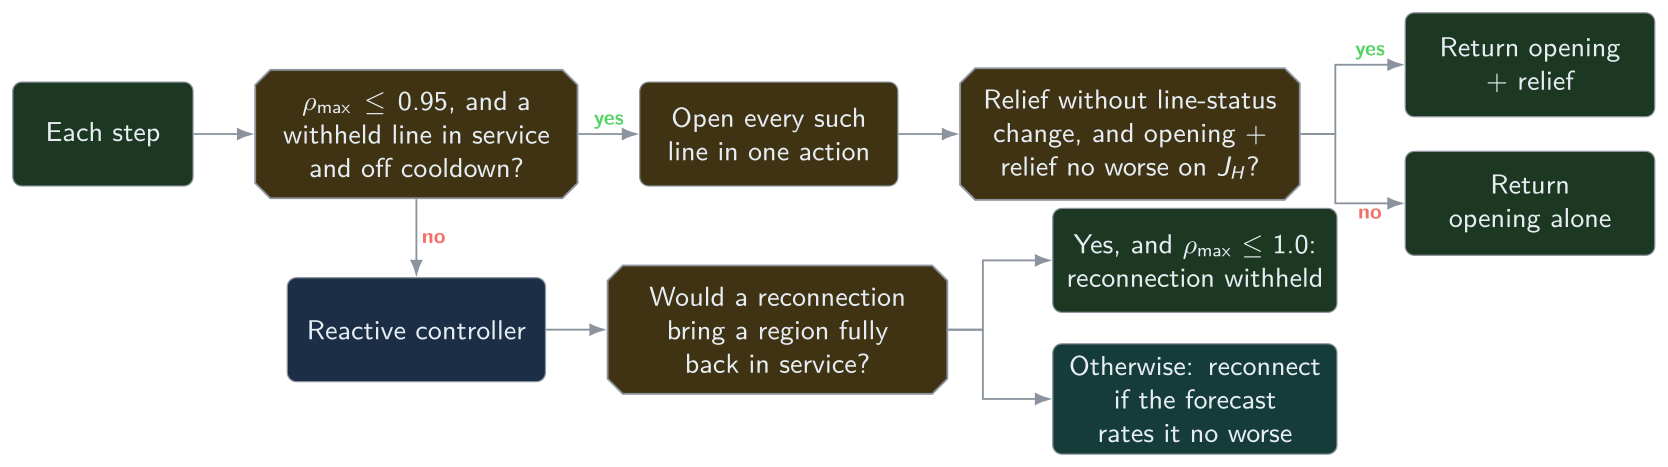 Each step
ρmax ≤ 0.95, and a
withheld line in service
and off cooldown?
yes
Open every such
line in one action
Relief without line-status
change, and opening +
relief no worse on JH?
yes
Return opening
+ relief
no
Return
opening alone
no
Reactive controller
Would a reconnection
bring a region fully
back in service?
Yes, and ρmax ≤ 1.0:
reconnection withheld
Otherwise: reconnect
if the forecast
rates it no worse